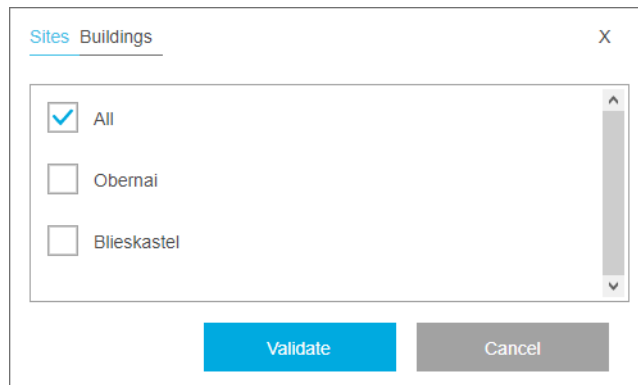 Sites Buildings X
All
Obernai
Blieskastel
Validate Cancel